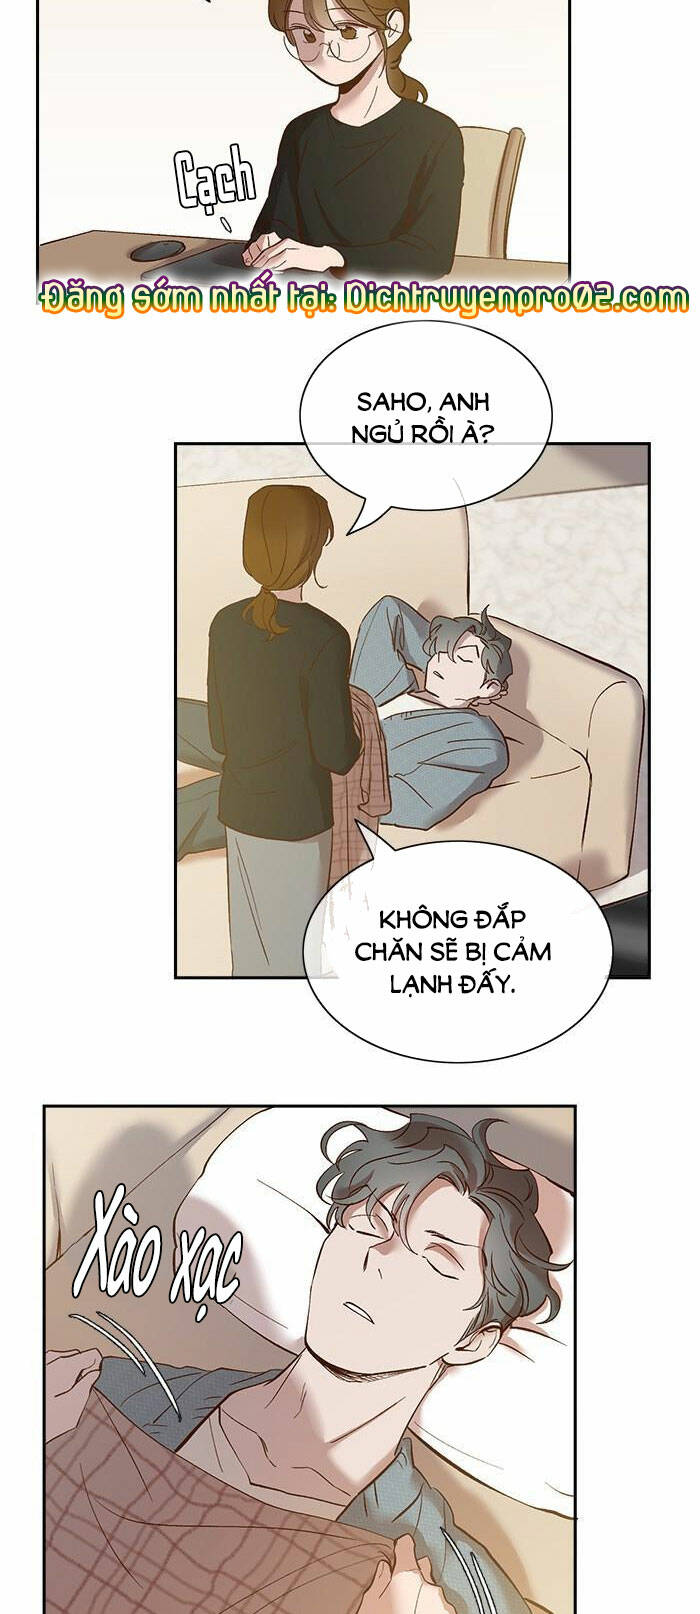 Cạch
Đăng sớm nhất tại: Dichtruyenpro02.com
SAHO, ANH
NGỦ RỒI À?
KHÔNG ĐẮP
CHĂN SẼ BỊ CẢM
LẠNH ĐẤY.
Xào xạc